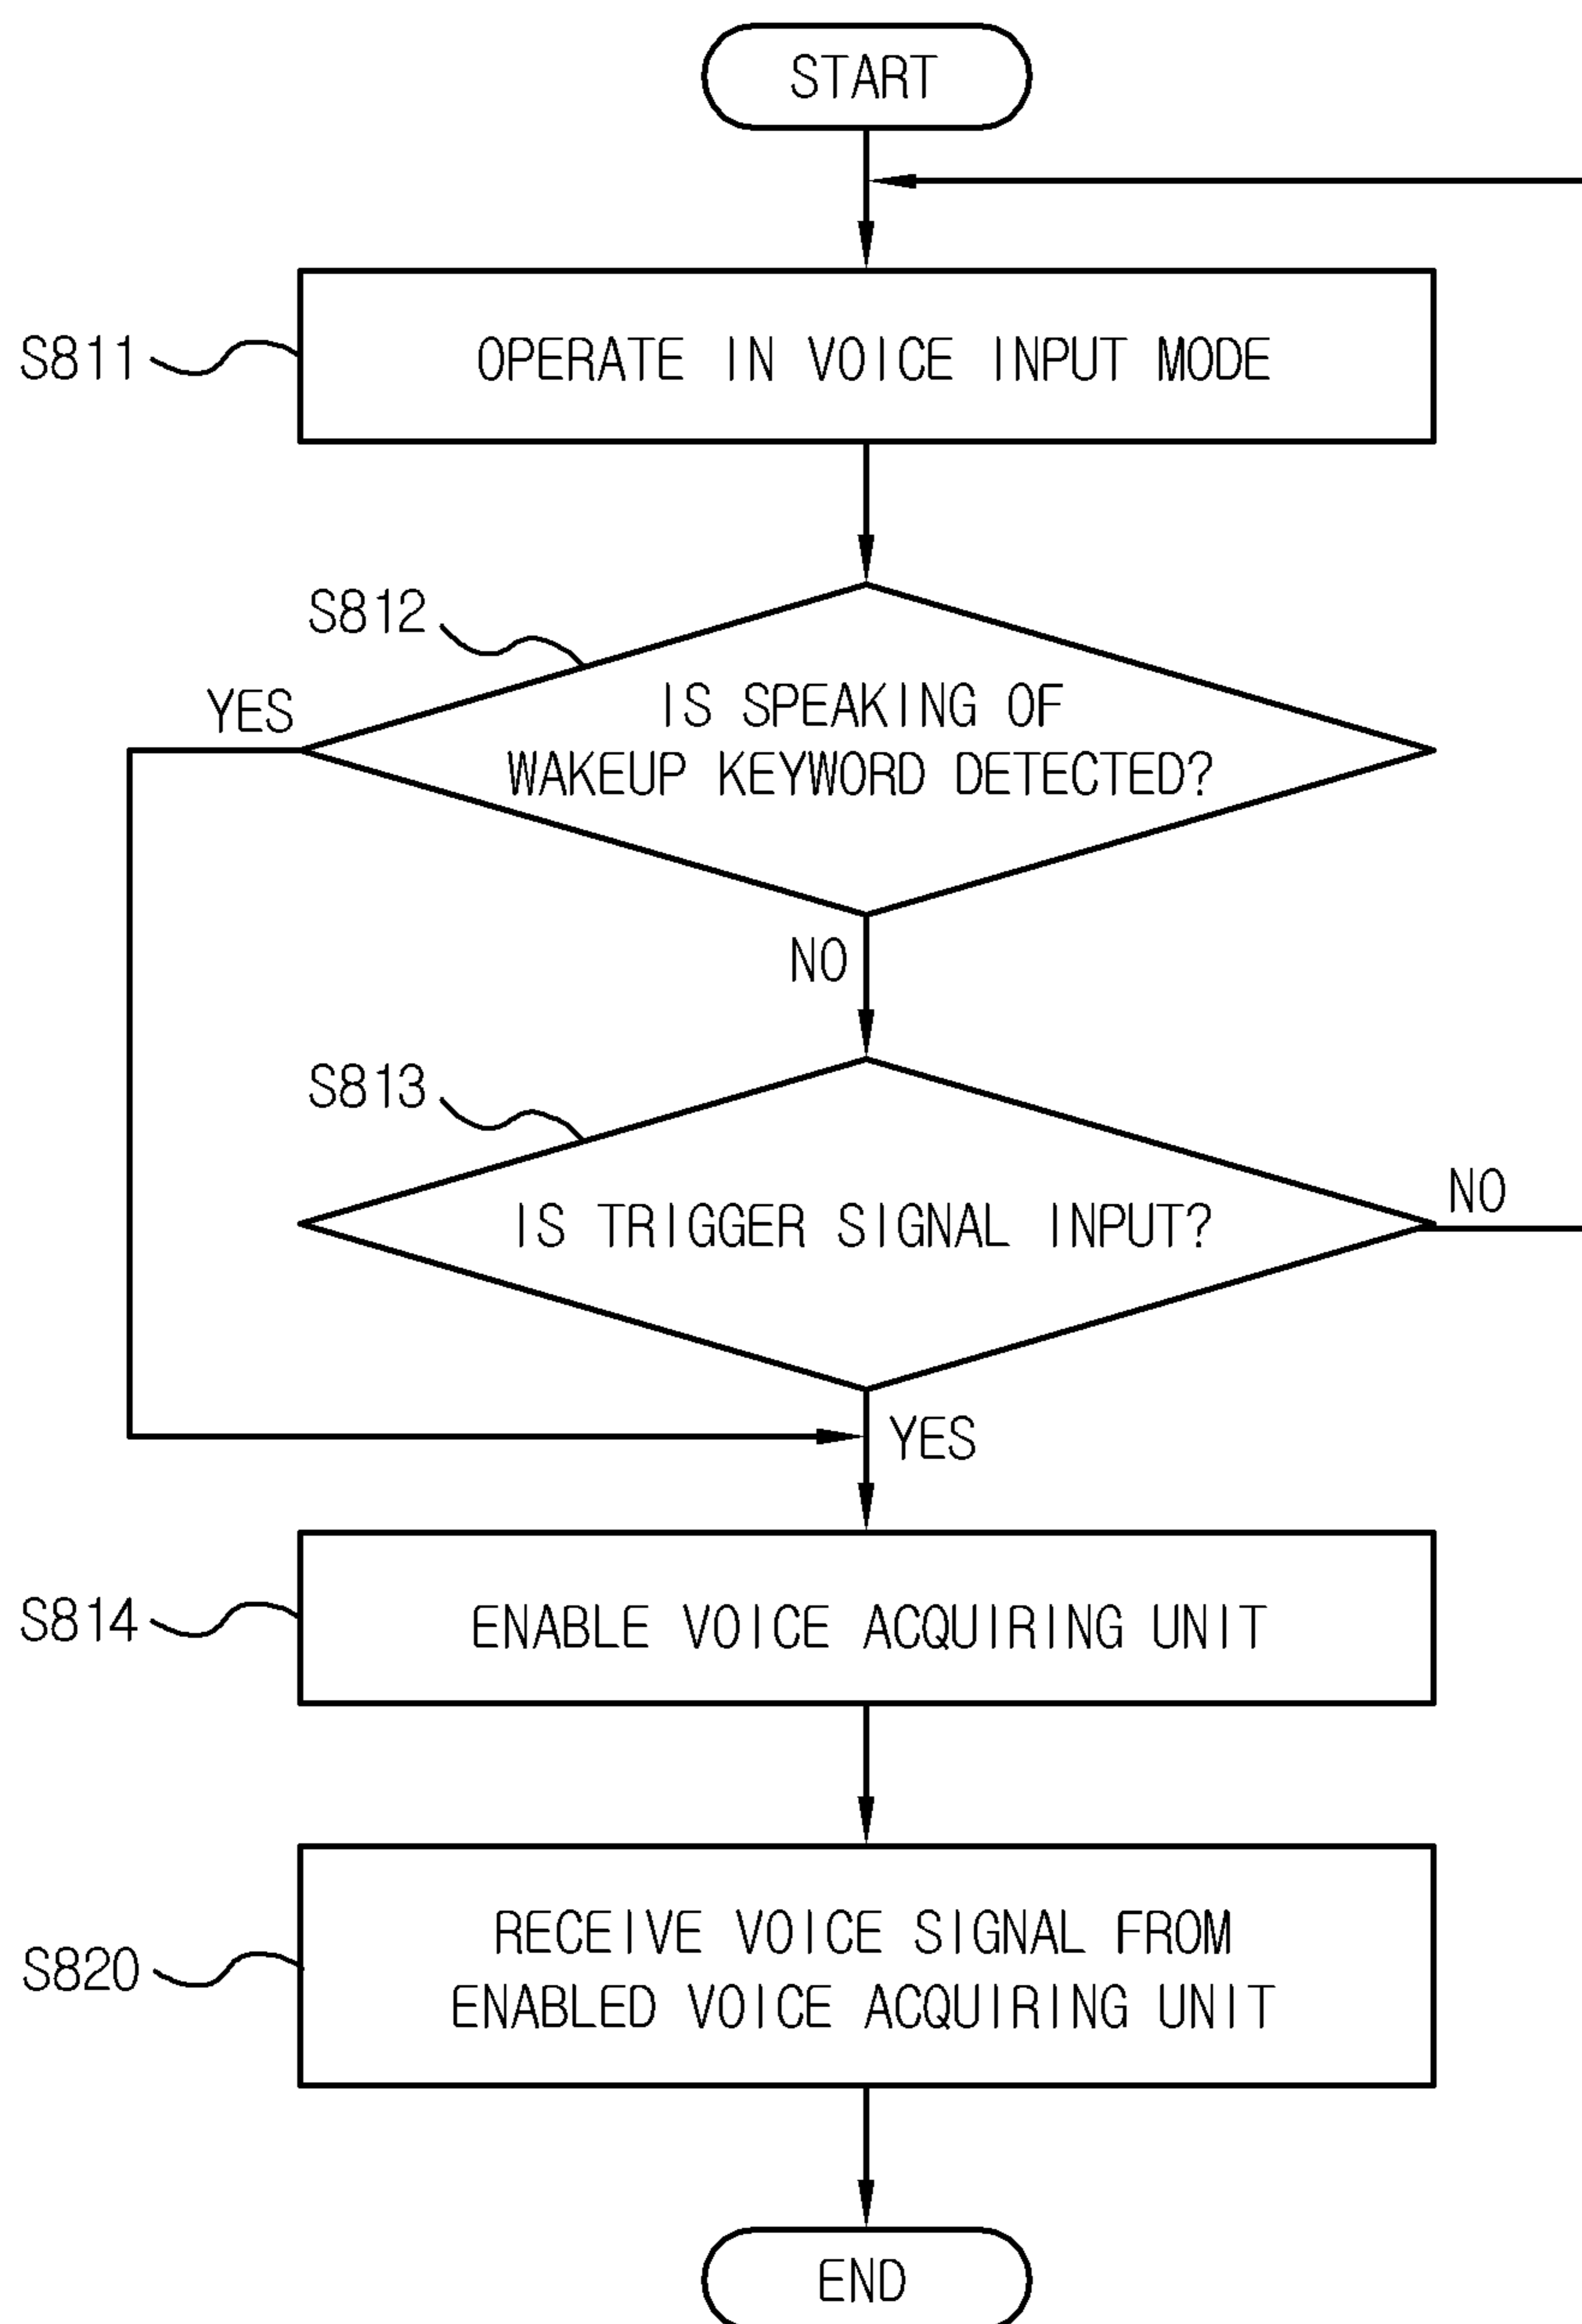 START
S811
OPERATE IN VOICE INPUT MODE
S812
YES
IS SPEAKING OF
WAKEUP KEYWORD DETECTED?
NO
S813
NO
IS TRIGGER SIGNAL INPUT?
YES
S814
ENABLE VOICE ACQUIRING UNIT
S820
RECEIVE VOICE SIGNAL FROM
ENABLED VOICE ACQUIRING UNIT
END